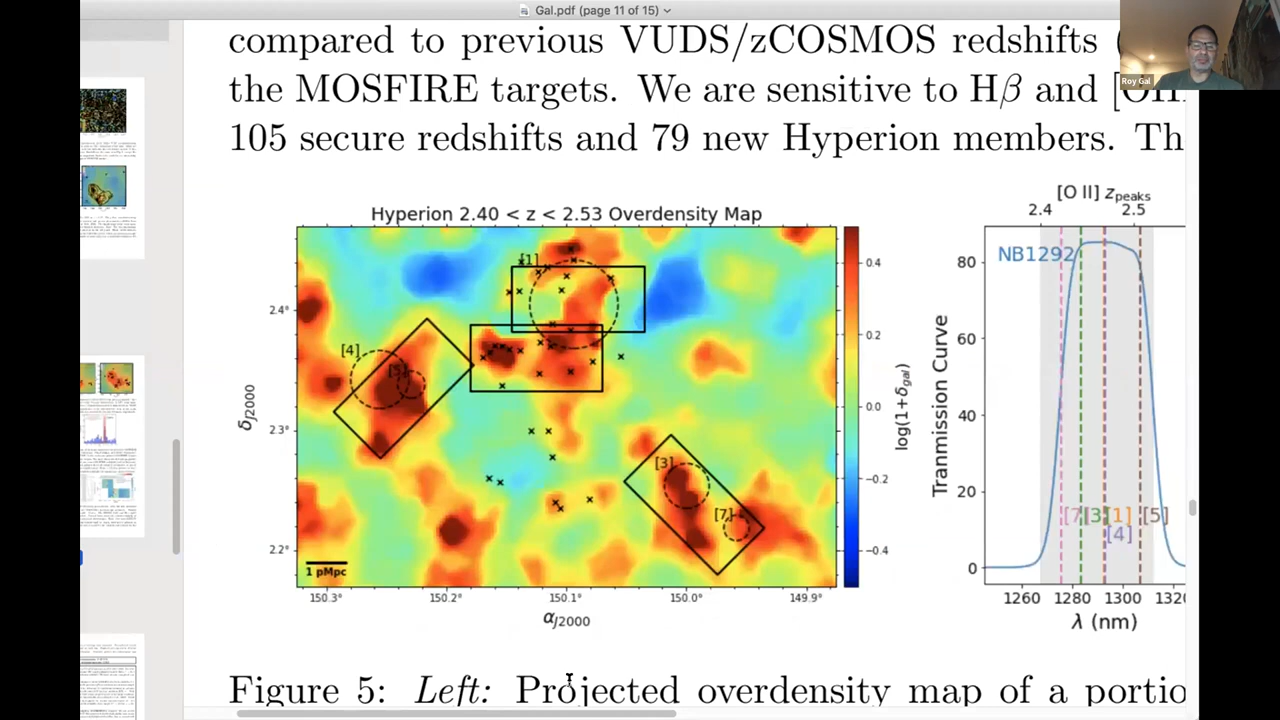 Gal.pdf (page 11 of 15)
Roy Gal
compared to previous VUDS/zCOSMOS redshifts (
the MOSFIRE targets. We are sensitive to Hβ and [OIII
105 secure redshifts and 79 new Hyperion members. Th
Hyperion 2.40 < z < 2.53 Overdensity Map
[1]
[4]
[5]
[3]
[7]
1 pMpc
2.4°
2.3°
2.2°
δJ2000
150.3°
150.2°
150.1°
150.0°
149.9°
αJ2000
0.4
0.2
0.0
−0.2
−0.4
log(1+δgal)
[O II] zpeaks
2.4
2.5
NB1292
Tranmission Curve
80
60
40
20
0
[7]
[3]
[1]
[4]
[5]
1260
1280
1300
1320
λ (nm)
Figure 5: Left: Projected overdensity map of a portio